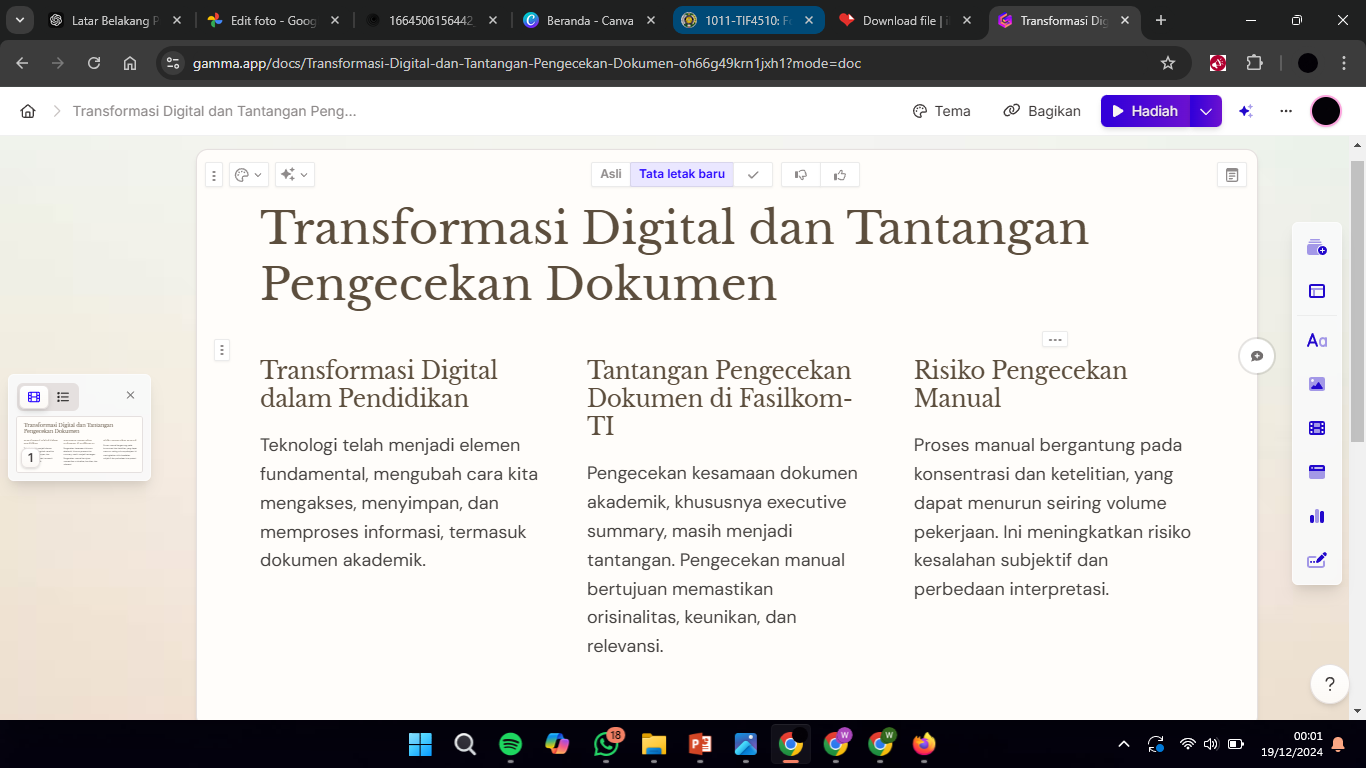 Latar Belakang P
Edit foto - Goog
1664506156442
Beranda - Canva
1011-TIF4510: Fo
Download file | i
Transformasi Dig
gamma.app/docs/Transformasi-Digital-dan-Tantangan-Pengecekan-Dokumen-oh66g49krn1jxh1?mode=doc
Transformasi Digital dan Tantangan Peng...
Tema
Bagikan
Hadiah
Asli
Tata letak baru
Transformasi Digital dan Tantangan
Pengecekan Dokumen
Transformasi Digital
dalam Pendidikan
Teknologi telah menjadi elemen
fundamental, mengubah cara kita
mengakses, menyimpan, dan
memproses informasi, termasuk
dokumen akademik.
Tantangan Pengecekan
Dokumen di Fasilkom-
TI
Pengecekan kesamaan dokumen
akademik, khususnya executive
summary, masih menjadi
tantangan. Pengecekan manual
bertujuan memastikan
orisinalitas, keunikan, dan
relevansi.
Risiko Pengecekan
Manual
Proses manual bergantung pada
konsentrasi dan ketelitian, yang
dapat menurun seiring volume
pekerjaan. Ini meningkatkan risiko
kesalahan subjektif dan
perbedaan interpretasi.
Transformasi Digital dan Tantangan
Pengecekan Dokumen
1
Aa
?
18
W
W
00:01
19/12/2024